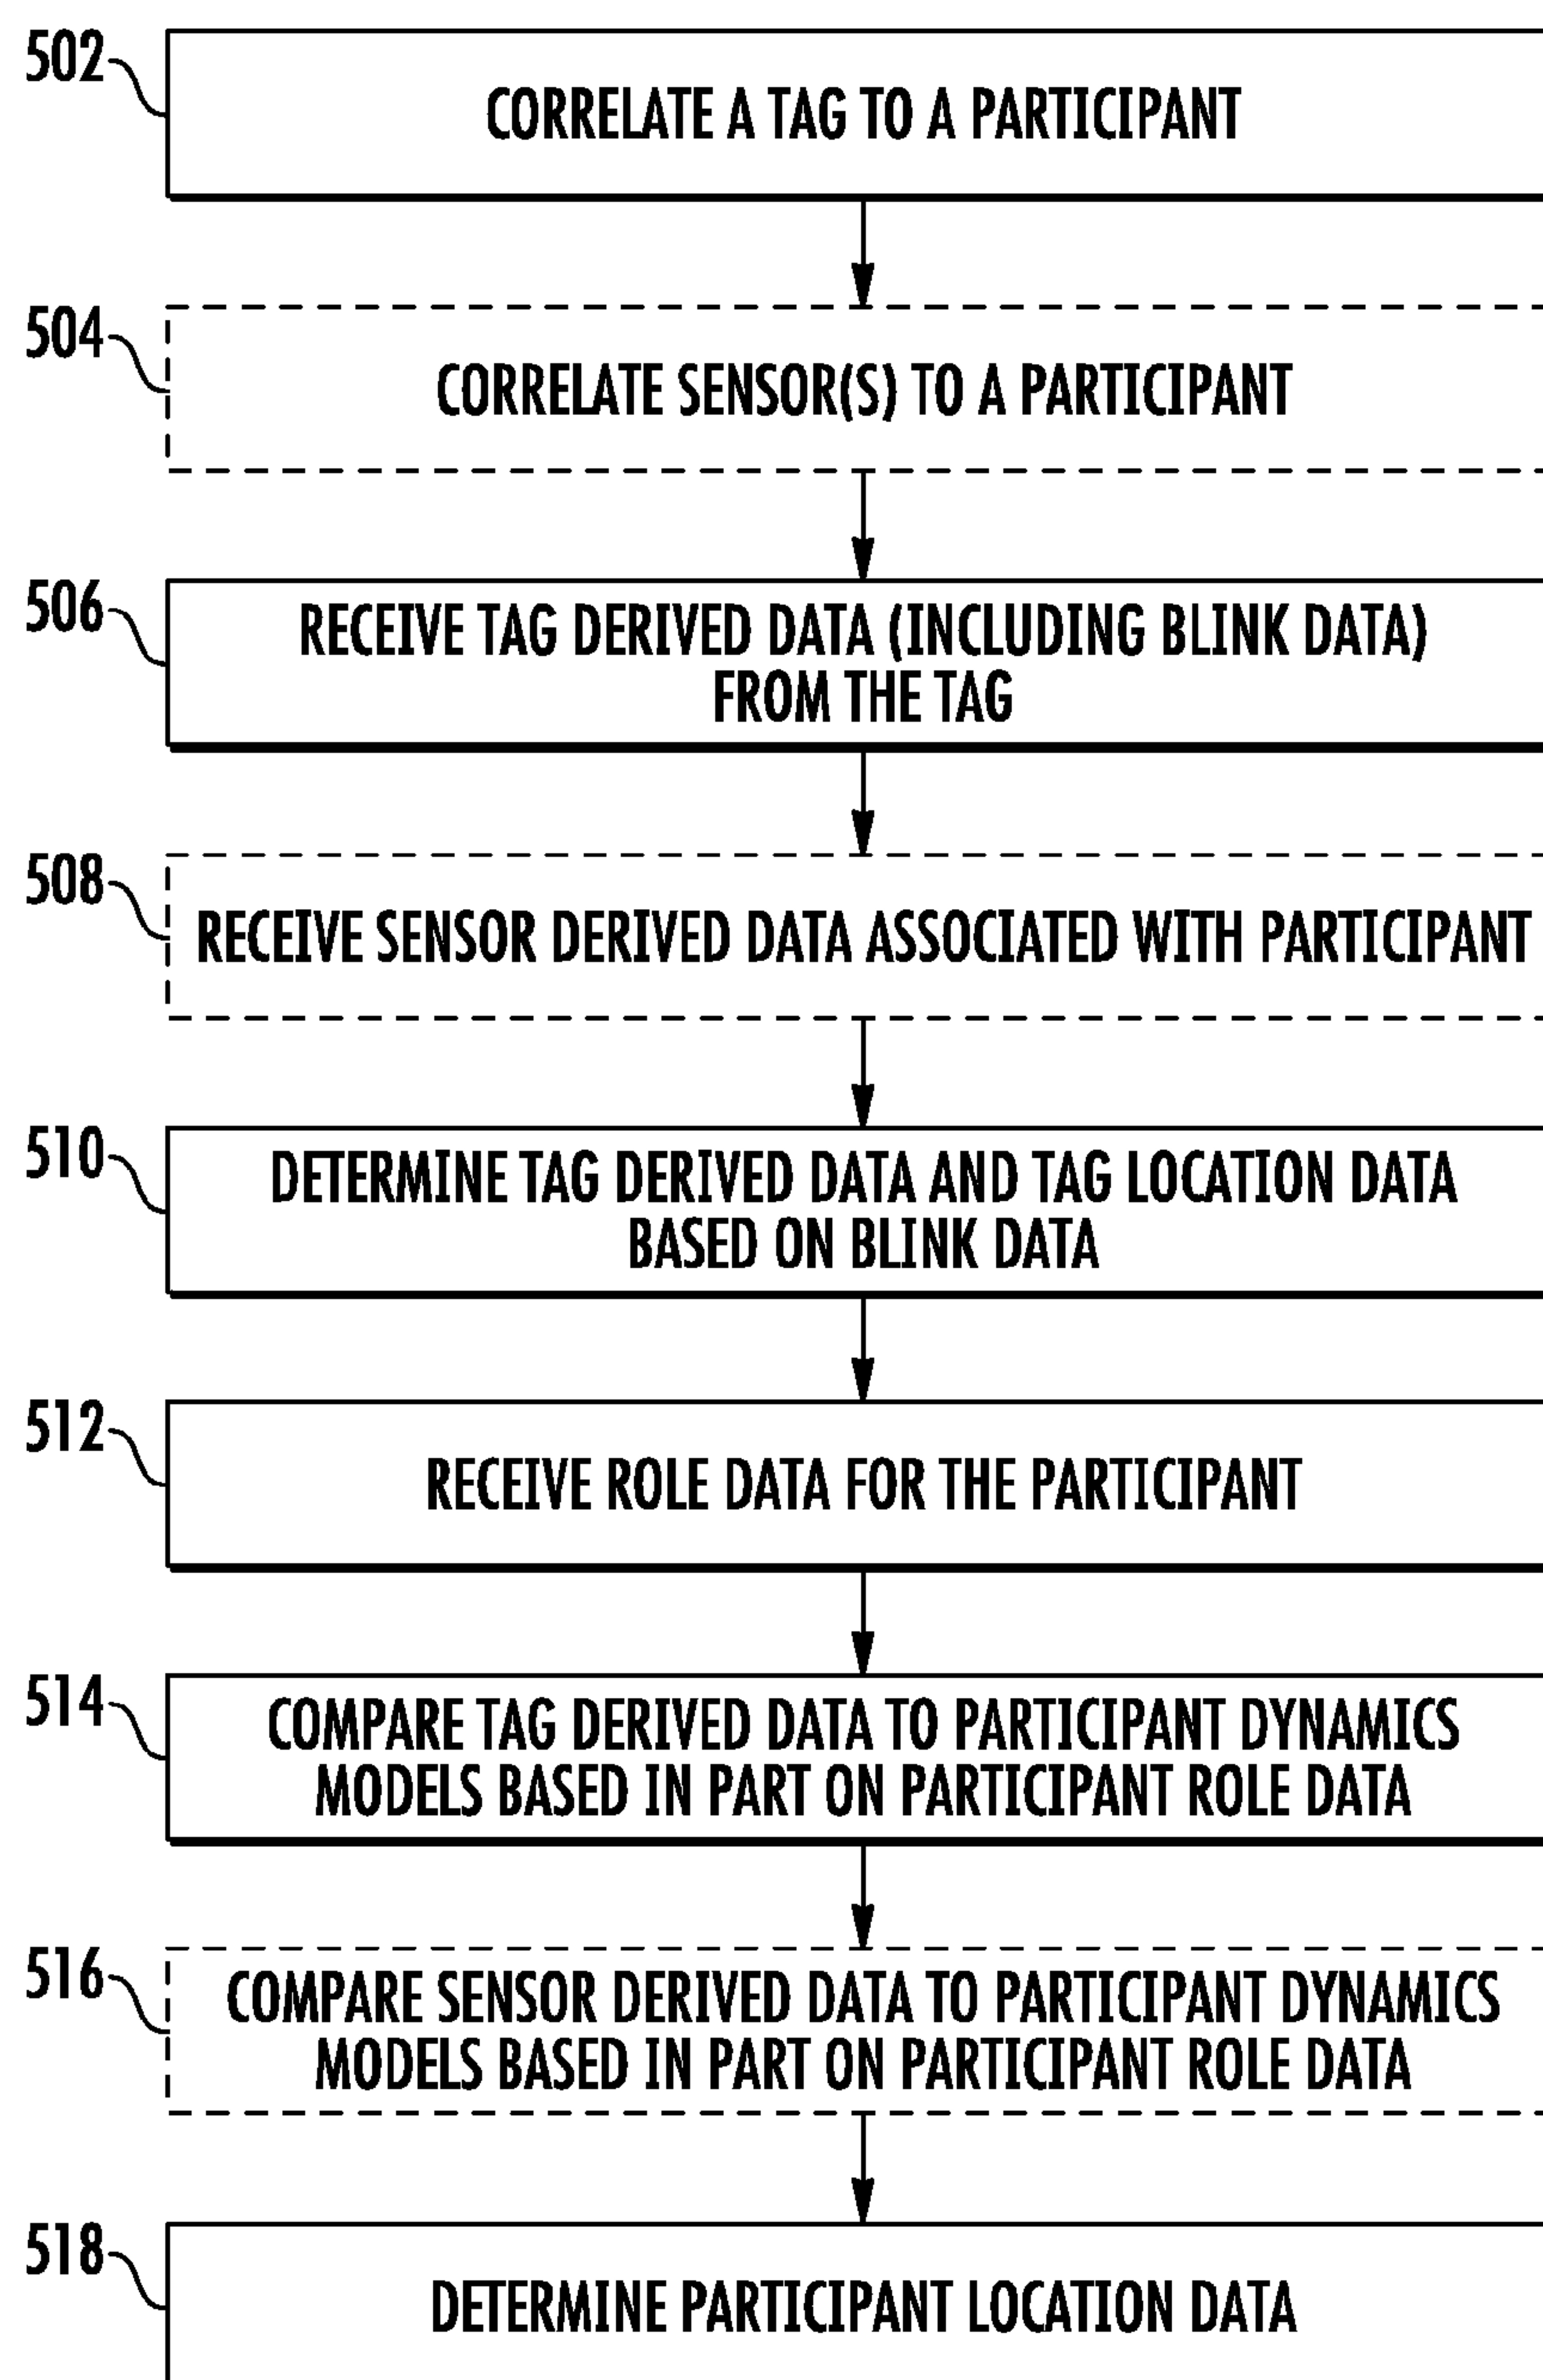 502
CORRELATE A TAG TO A PARTICIPANT
504
CORRELATE SENSOR(S) TO A PARTICIPANT
506
RECEIVE TAG DERIVED DATA (INCLUDING BLINK DATA)
FROM THE TAG
508
RECEIVE SENSOR DERIVED DATA ASSOCIATED WITH PARTICIPANT
510
DETERMINE TAG DERIVED DATA AND TAG LOCATION DATA
BASED ON BLINK DATA
512
RECEIVE ROLE DATA FOR THE PARTICIPANT
514
COMPARE TAG DERIVED DATA TO PARTICIPANT DYNAMICS
MODELS BASED IN PART ON PARTICIPANT ROLE DATA
516
COMPARE SENSOR DERIVED DATA TO PARTICIPANT DYNAMICS
MODELS BASED IN PART ON PARTICIPANT ROLE DATA
518
DETERMINE PARTICIPANT LOCATION DATA